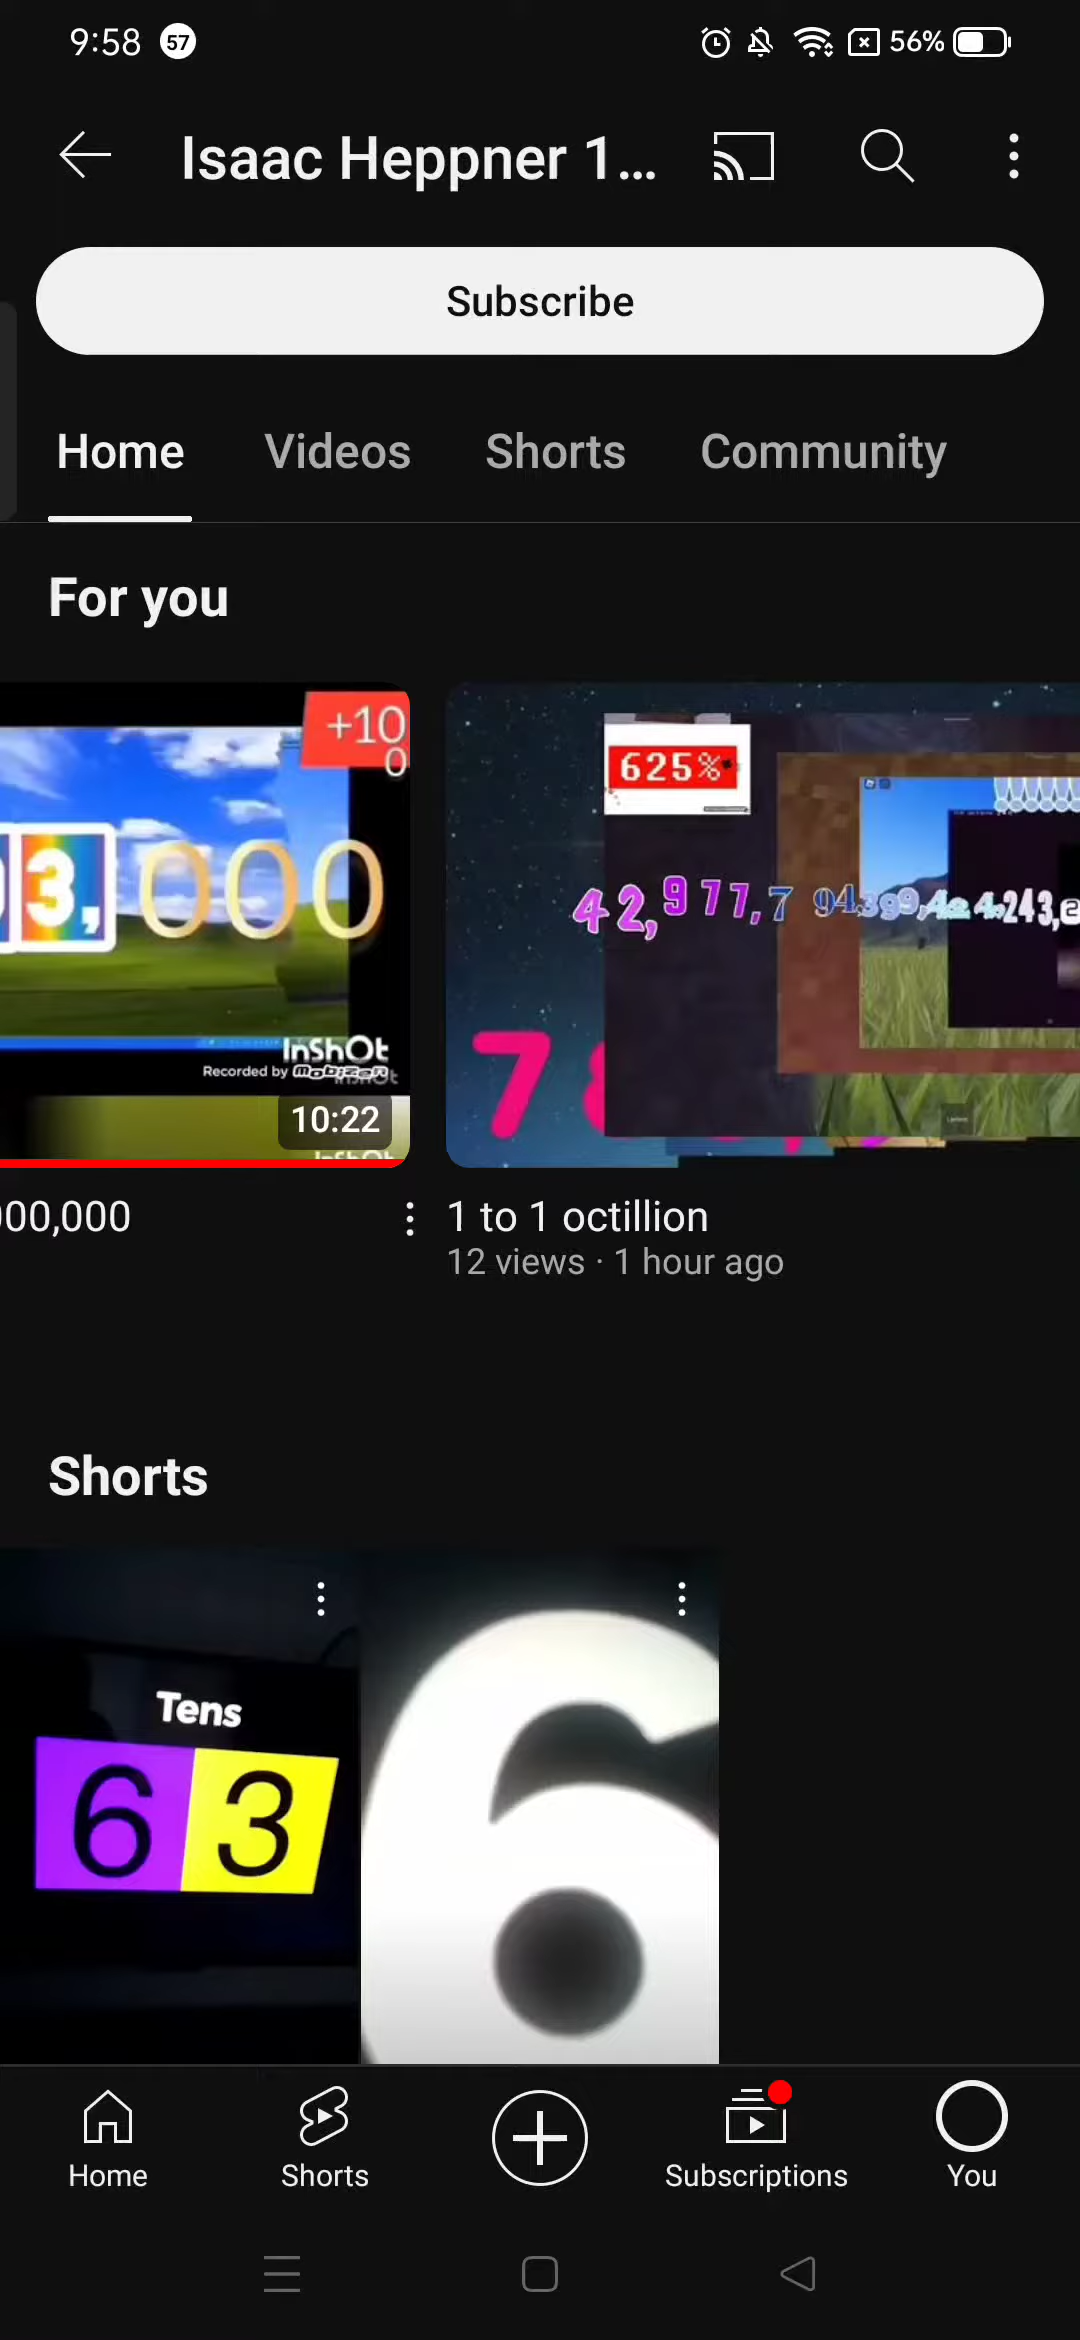 9:58 57 56%
Isaac Heppner 1...
Subscribe
Home Videos Shorts Community
For you
+10
0
3,000
InShOt
Recorded by mobizen
10:22
625%
42,977,7
7
00,000
1 to 1 octillion
12 views · 1 hour ago
Shorts
Tens
63
6
Home Shorts Subscriptions You